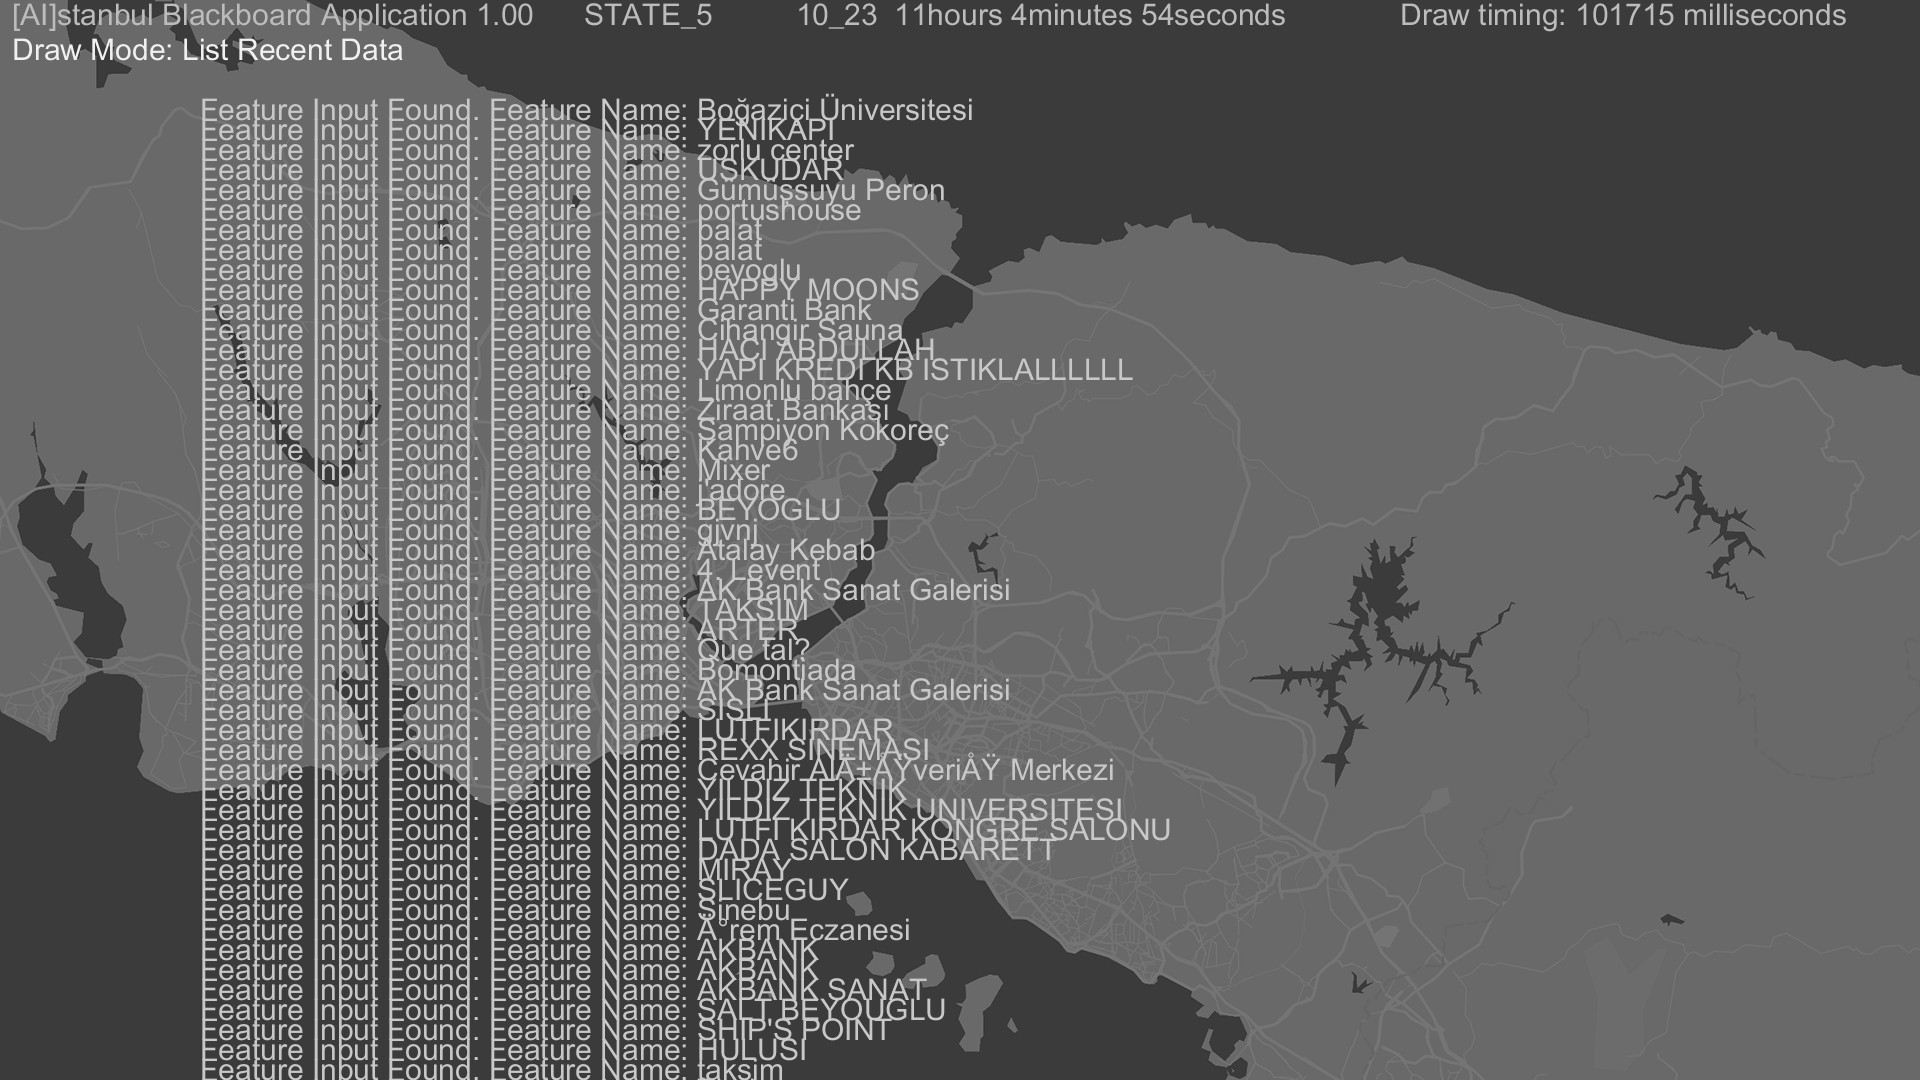 [AI]stanbul Blackboard Application 1.00 STATE_5 10_23 11hours 4minutes 54seconds Draw timing: 101715 milliseconds
Draw Mode: List Recent Data
Feature Input Found. Feature Name: Boğaziçi Üniversitesi
Feature Input Found. Feature Name: YENIKAPI
Feature Input Found. Feature Name: zorlu center
Feature Input Found. Feature Name: USKUDAR
Feature Input Found. Feature Name: Gümüşsuyu Peron
Feature Input Found. Feature Name: portushouse
Feature Input Found. Feature Name: balat
Feature Input Found. Feature Name: balat
Feature Input Found. Feature Name: beyoglu
Feature Input Found. Feature Name: HAPPY MOONS
Feature Input Found. Feature Name: Garanti Bank
Feature Input Found. Feature Name: Cihangir Sauna
Feature Input Found. Feature Name: HACI ABDULLAH
Feature Input Found. Feature Name: YAPI KREDI KB ISTIKLALLLLLL
Feature Input Found. Feature Name: Limonlu bahçe
Feature Input Found. Feature Name: Ziraat Bankası
Feature Input Found. Feature Name: Şampiyon Kokoreç
Feature Input Found. Feature Name: Kahve6
Feature Input Found. Feature Name: Mixer
Feature Input Found. Feature Name: j'adore
Feature Input Found. Feature Name: BEYOGLU
Feature Input Found. Feature Name: givnj
Feature Input Found. Feature Name: Atalay Kebab
Feature Input Found. Feature Name: 4. Levent
Feature Input Found. Feature Name: AK Bank Sanat Galerisi
Feature Input Found. Feature Name: TAKSIM
Feature Input Found. Feature Name: ARTER
Feature Input Found. Feature Name: Que tal?
Feature Input Found. Feature Name: Bomontiada
Feature Input Found. Feature Name: AK Bank Sanat Galerisi
Feature Input Found. Feature Name: SISLI
Feature Input Found. Feature Name: LUTFIKIRDAR
Feature Input Found. Feature Name: REXX SINEMASI
Feature Input Found. Feature Name: Cevahir AlÄ±ÅŸveriÅŸ Merkezi
Feature Input Found. Feature Name: YILDIZ TEKNIK
Feature Input Found. Feature Name: YILDIZ TEKNIK UNIVERSITESI
Feature Input Found. Feature Name: LUTFI KIRDAR KONGRE SALONU
Feature Input Found. Feature Name: DADA SALON KABARETT
Feature Input Found. Feature Name: MIRAY
Feature Input Found. Feature Name: SLICEGUY
Feature Input Found. Feature Name: Sinebu
Feature Input Found. Feature Name: Ä°rem Eczanesi
Feature Input Found. Feature Name: AKBANK
Feature Input Found. Feature Name: AKBANK
Feature Input Found. Feature Name: AKBANK SANAT
Feature Input Found. Feature Name: SALT BEYOUGLU
Feature Input Found. Feature Name: SHIP'S POINT
Feature Input Found. Feature Name: HULUSI
Feature Input Found. Feature Name: taksim